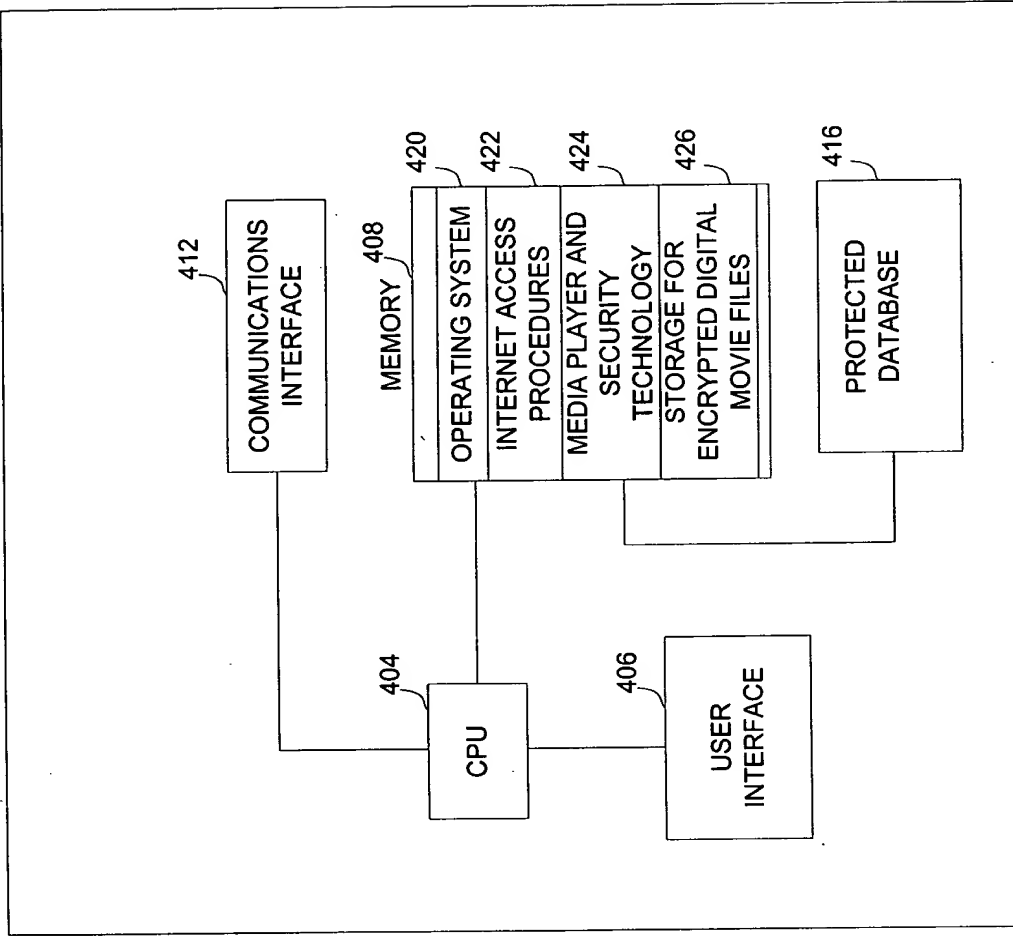 412
COMMUNICATIONS
INTERFACE
MEMORY 408
OPERATING SYSTEM
420
INTERNET ACCESS
PROCEDURES
422
MEDIA PLAYER AND
SECURITY
TECHNOLOGY
424
STORAGE FOR
ENCRYPTED DIGITAL
MOVIE FILES
426
404
CPU
406
USER
INTERFACE
416
PROTECTED
DATABASE